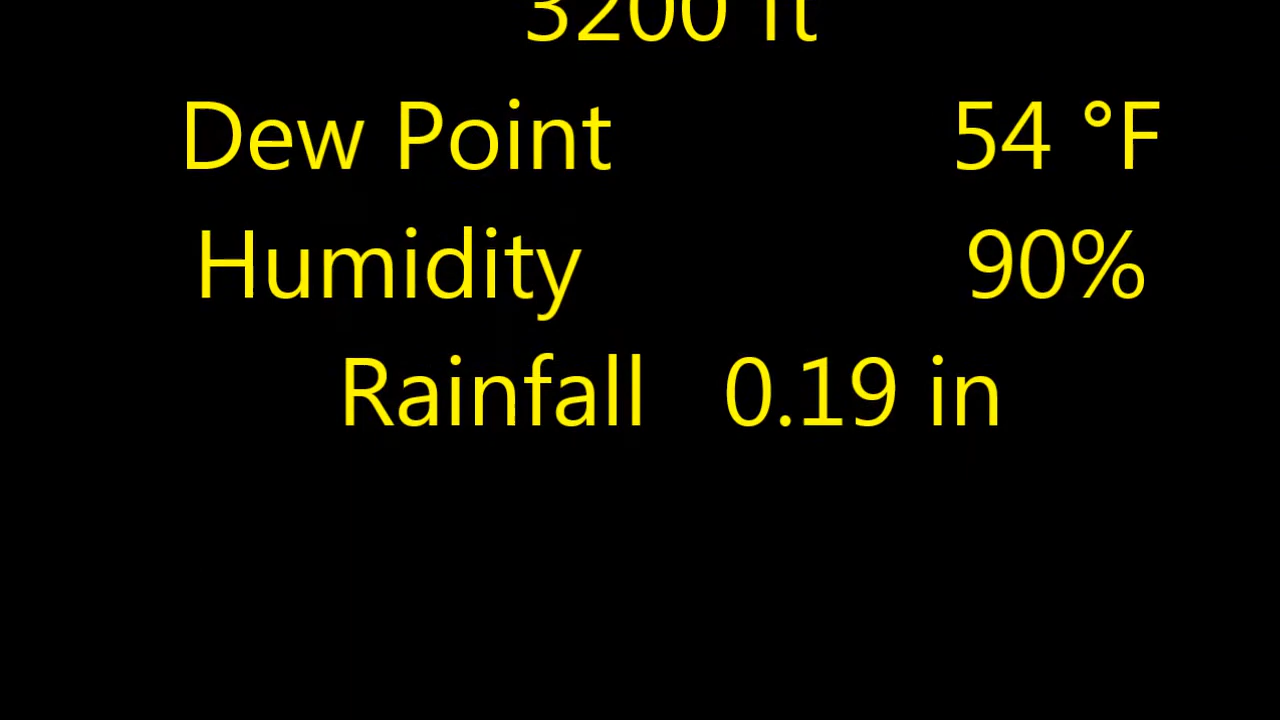 3200 ft
Dew Point 54 °F
Humidity 90%
Rainfall 0.19 in